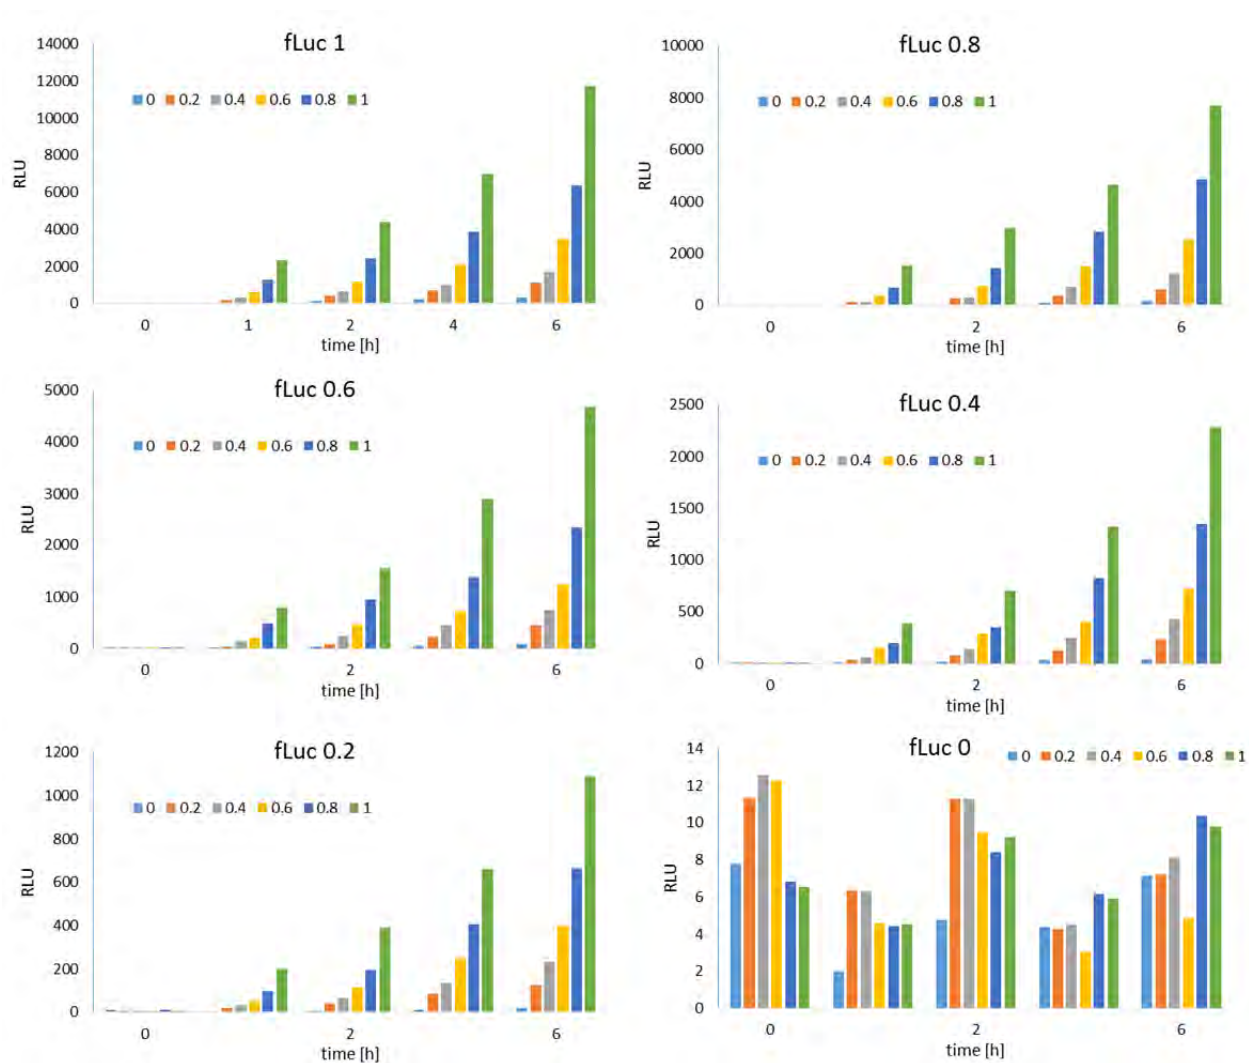 fLuc 1
0 0.2 0.4 0.6 0.8 1
14000
12000
10000
8000
6000
4000
2000
0
RLU
0 1 2 4 6
time [h]
fLuc 0.8
0 0.2 0.4 0.6 0.8 1
10000
8000
6000
4000
2000
0
RLU
0 2 6
time [h]
fLuc 0.6
0 0.2 0.4 0.6 0.8 1
5000
4000
3000
2000
1000
0
RLU
0 2 6
time [h]
fLuc 0.4
0 0.2 0.4 0.6 0.8 1
2500
2000
1500
1000
500
0
RLU
0 2 6
time [h]
fLuc 0.2
0 0.2 0.4 0.6 0.8 1
1200
1000
800
600
400
200
0
RLU
0 2 6
time [h]
fLuc 0
0 0.2 0.4 0.6 0.8 1
14
12
10
8
6
4
2
0
RLU
0 2 6
time [h]